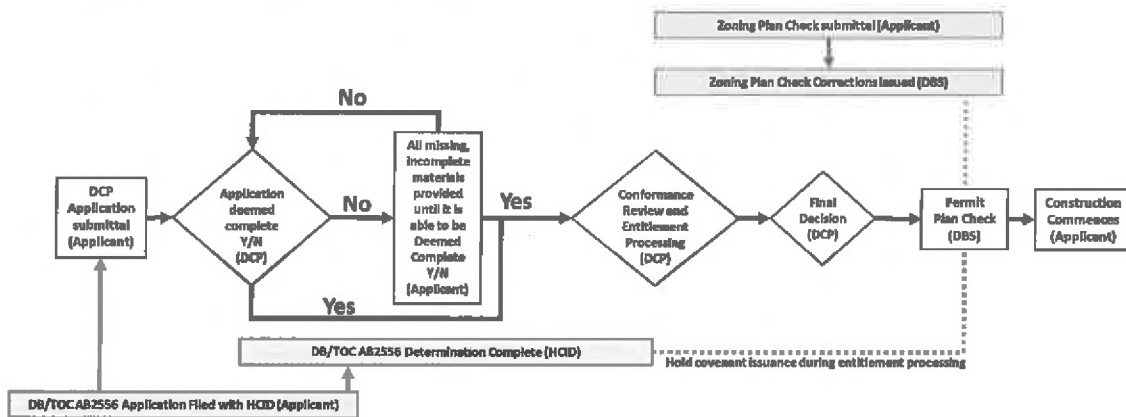 Zoning Plan Check submittal (Applicant)
Zoning Plan Check Corrections Issued (DBS)
No
All missing,
incomplete
materials
provided
until it is
able to be
Deemed
Complete
Y/N
(Applicant)
DCP
Application
submittal
(Applicant)
Application
deemed
complete
Y/N
(DCP)
No
Yes
Conformance
Review and
Entitlement
Processing
(DCP)
Final
Decision
(DCP)
Permit
Plan Check
(DBS)
Construction
Commences
(Applicant)
Yes
DB/TOC AB2556 Determination Complete (HCID)
Hold covenant issuance during entitlement processing
DB/TOC AB2556 Application Filed with HCID (Applicant)